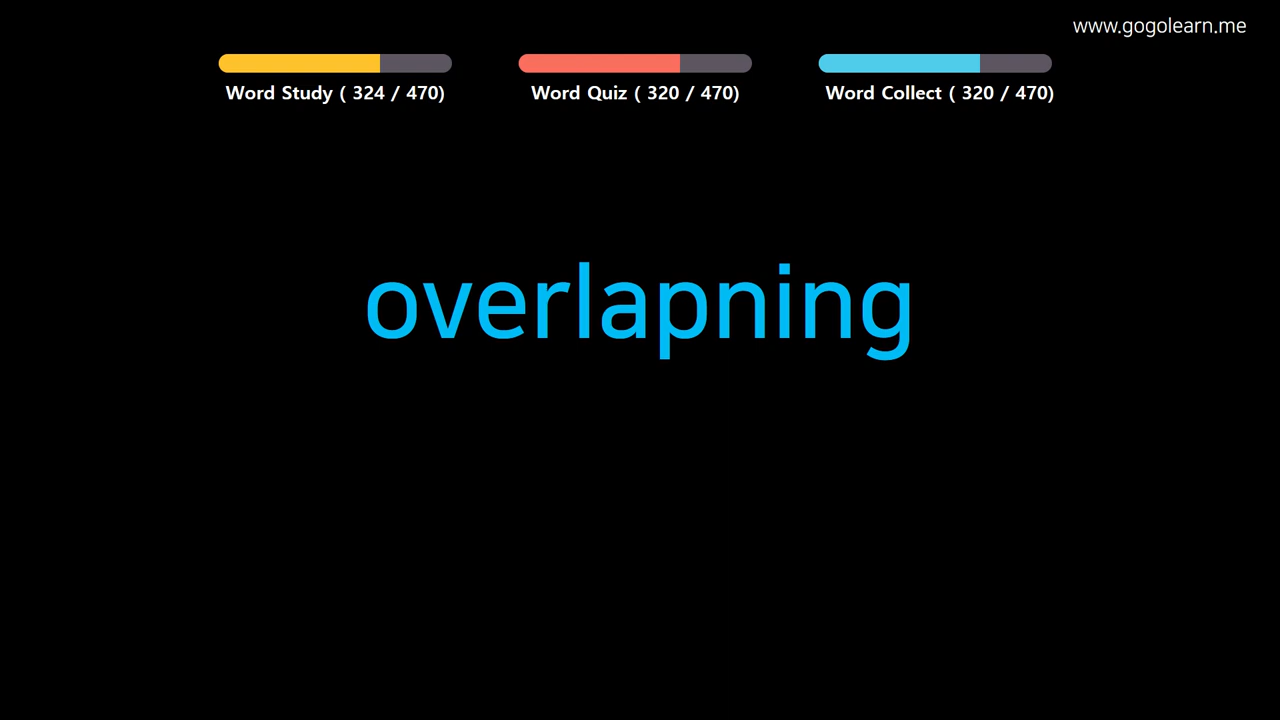 www.gogolearn.me
Word Study ( 324 / 470)
Word Quiz ( 320 / 470)
Word Collect ( 320 / 470)
overlapning